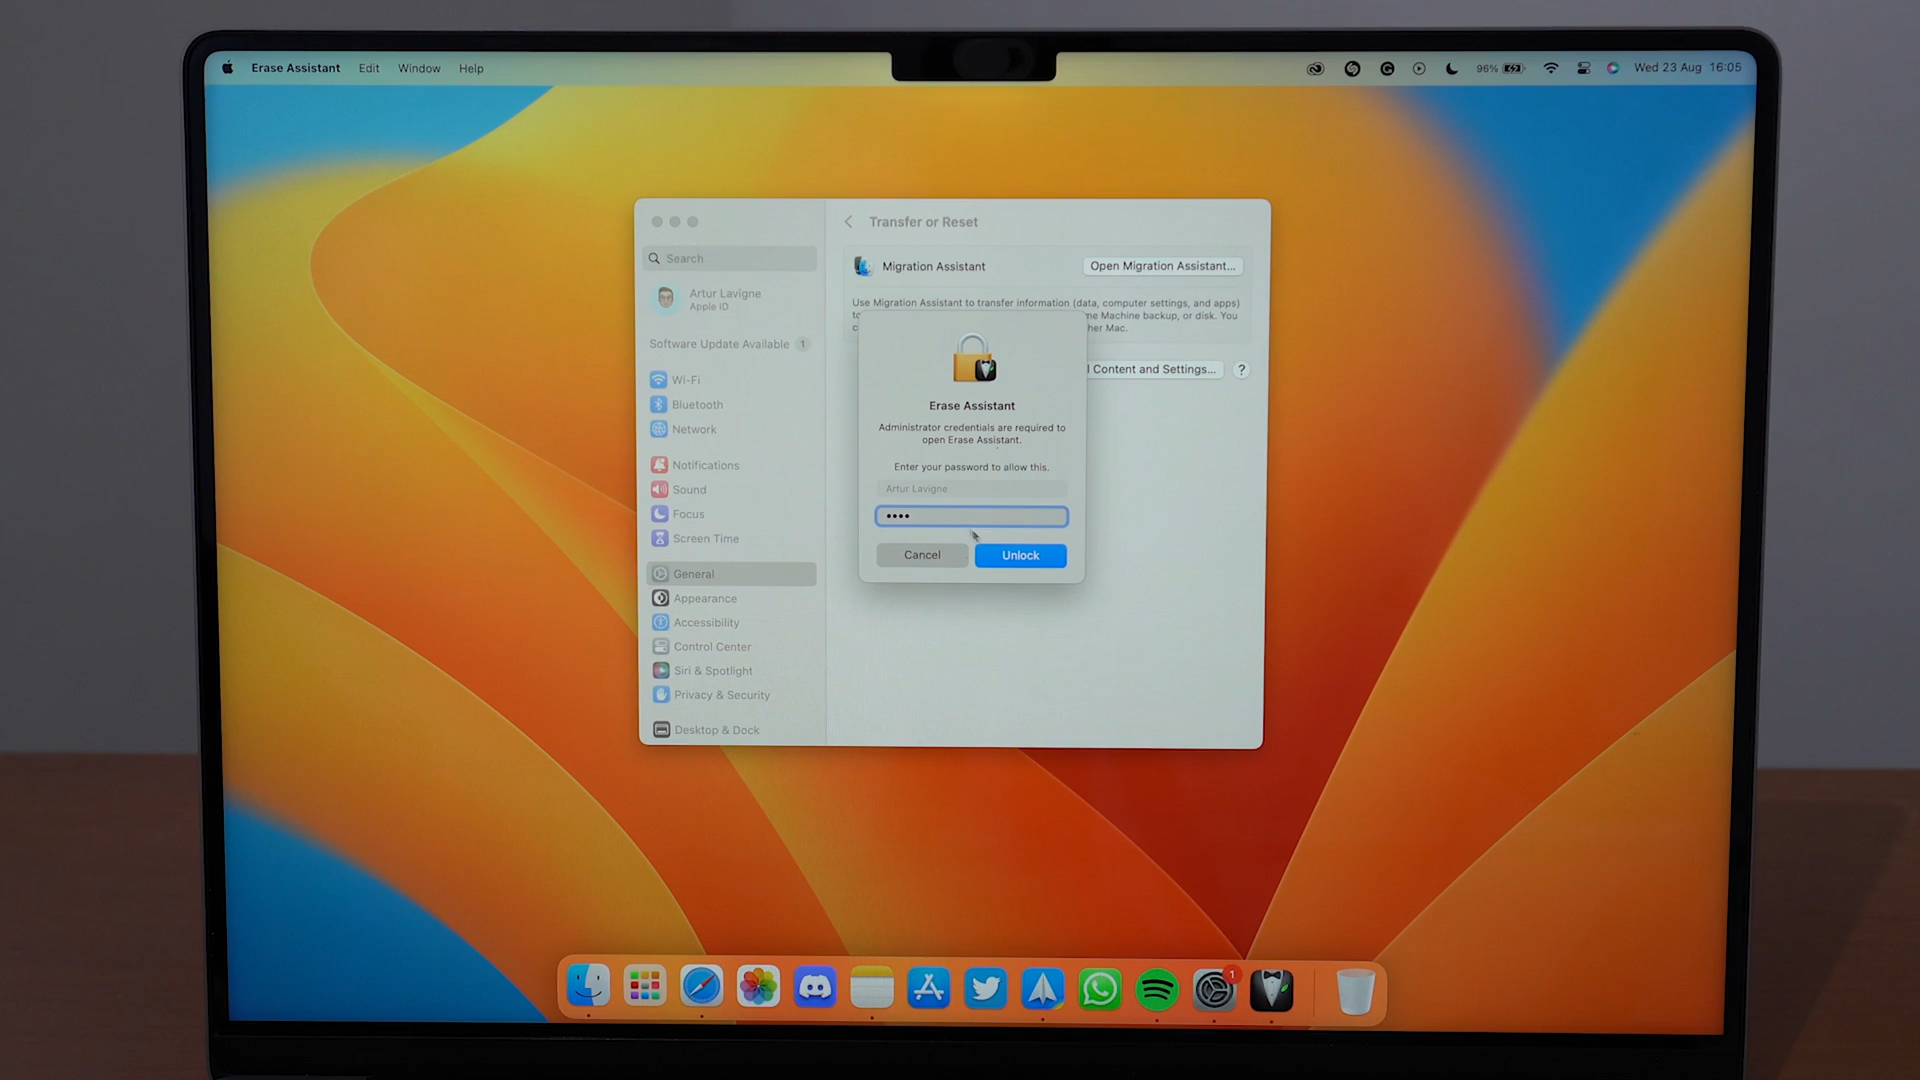 Erase Assistant Edit Window Help
96% Wed 23 Aug 16:05
Search
Artur Lavigne
Apple ID
Software Update Available 1
Wi-Fi
Bluetooth
Network
Notifications
Sound
Focus
Screen Time
General
Appearance
Accessibility
Control Center
Siri & Spotlight
Privacy & Security
Desktop & Dock
Transfer or Reset
Migration Assistant
Open Migration Assistant...
Use Migration Assistant to transfer information (data, computer settings, and apps)
Machine backup, or disk. You
Mac.
Content and Settings...
?
Erase Assistant
Administrator credentials are required to
open Erase Assistant.
Enter your password to allow this.
Artur Lavigne
Cancel Unlock
1